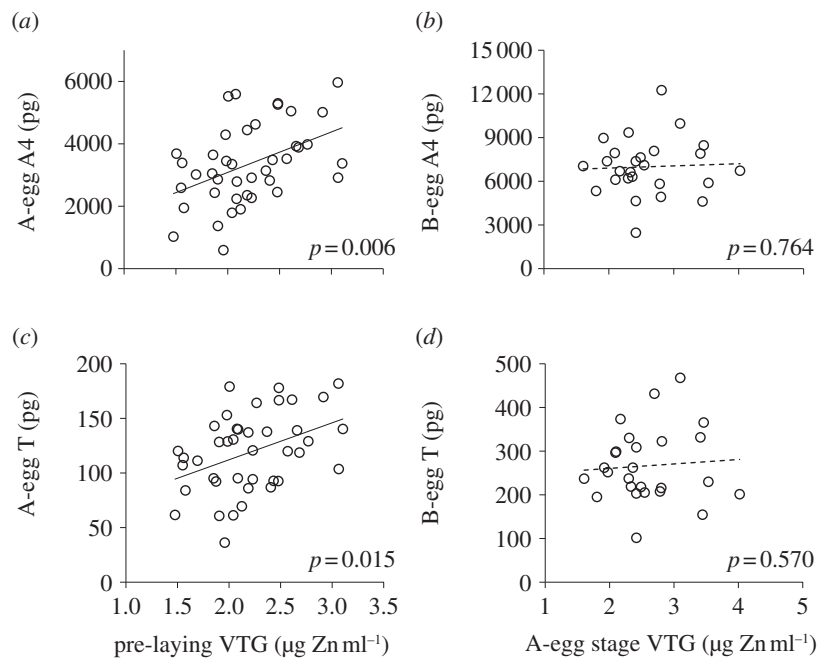 (a)
A-egg A4 (pg)
6000
4000
2000
0
p=0.006
(b)
B-egg A4 (pg)
15 000
12 000
9000
6000
3000
0
p=0.764
(c)
A-egg T (pg)
200
150
100
50
0
p=0.015
1.0 1.5 2.0 2.5 3.0 3.5
pre-laying VTG (µg Zn ml⁻¹)
(d)
B-egg T (pg)
500
400
300
200
100
0
p=0.570
1 2 3 4 5
A-egg stage VTG (µg Zn ml⁻¹)